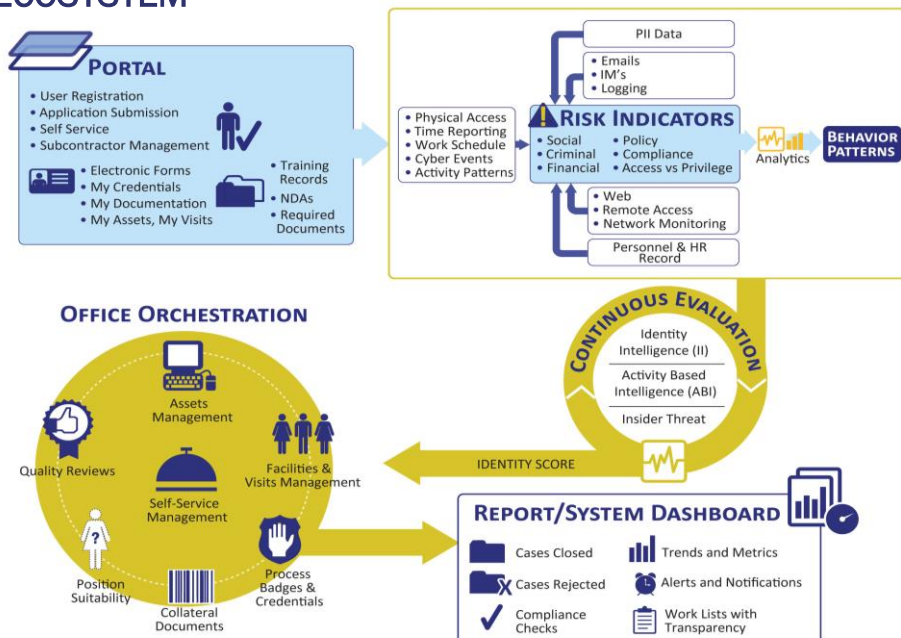 ECOSYSTEM
PORTAL
• User Registration
• Application Submission
• Self Service
• Subcontractor Management
• Electronic Forms
• My Credentials
• My Documentation
• My Assets, My Visits
• Training
Records
• NDAs
• Required
Documents
PII Data
• Emails
• IM's
• Logging
• Physical Access
• Time Reporting
• Work Schedule
• Cyber Events
• Activity Patterns
RISK INDICATORS
• Social
• Criminal
• Financial
• Policy
• Compliance
• Access vs Privilege
Analytics
BEHAVIOR
PATTERNS
• Web
• Remote Access
• Network Monitoring
Personnel & HR
Record
CONTINUOUS EVALUATION
Identity
Intelligence (II)
Activity Based
Intelligence (ABI)
Insider Threat
IDENTITY SCORE
OFFICE ORCHESTRATION
Assets
Management
Quality Reviews
Facilities &
Visits Management
Self-Service
Management
?
Position
Suitability
Collateral
Documents
Process
Badges &
Credentials
REPORT/SYSTEM DASHBOARD
Cases Closed
Trends and Metrics
Cases Rejected
Alerts and Notifications
Compliance
Checks
Work Lists with
Transparency